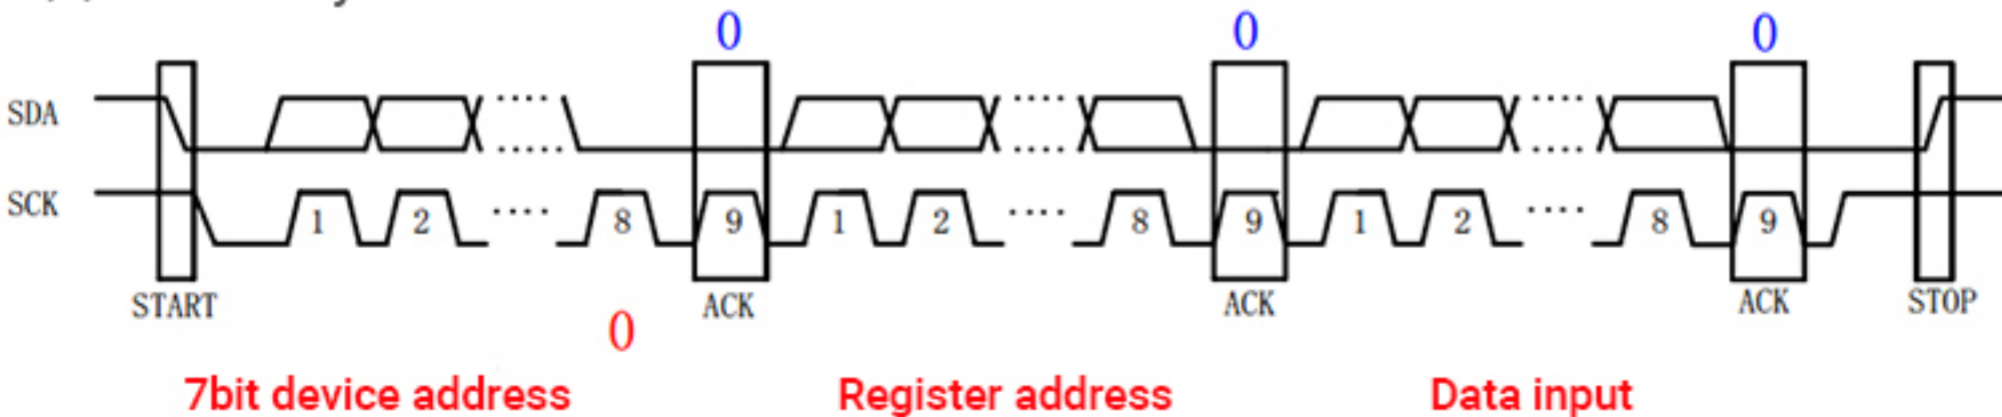 0 0 0
SDA
SCK 1 2 8 9 1 2 8 9 1 2 8 9
START ACK ACK ACK STOP
0
7bit device address Register address Data input